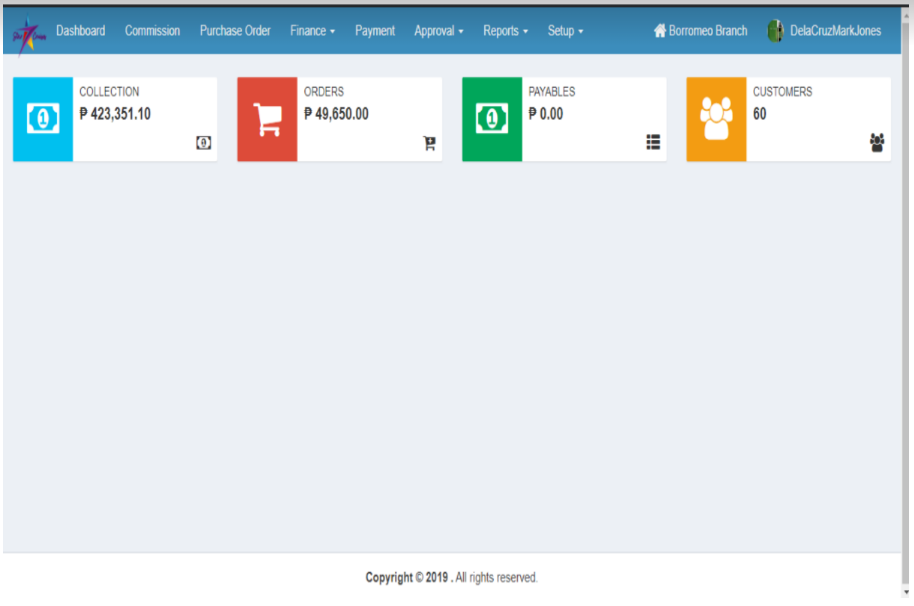 Dashboard Commission Purchase Order Finance Payment Approval Reports Setup Borromeo Branch DelaCruzMarkJones
COLLECTION
₱ 423,351.10
ORDERS
₱ 49,650.00
PAYABLES
₱ 0.00
CUSTOMERS
60
Copyright © 2019 . All rights reserved.